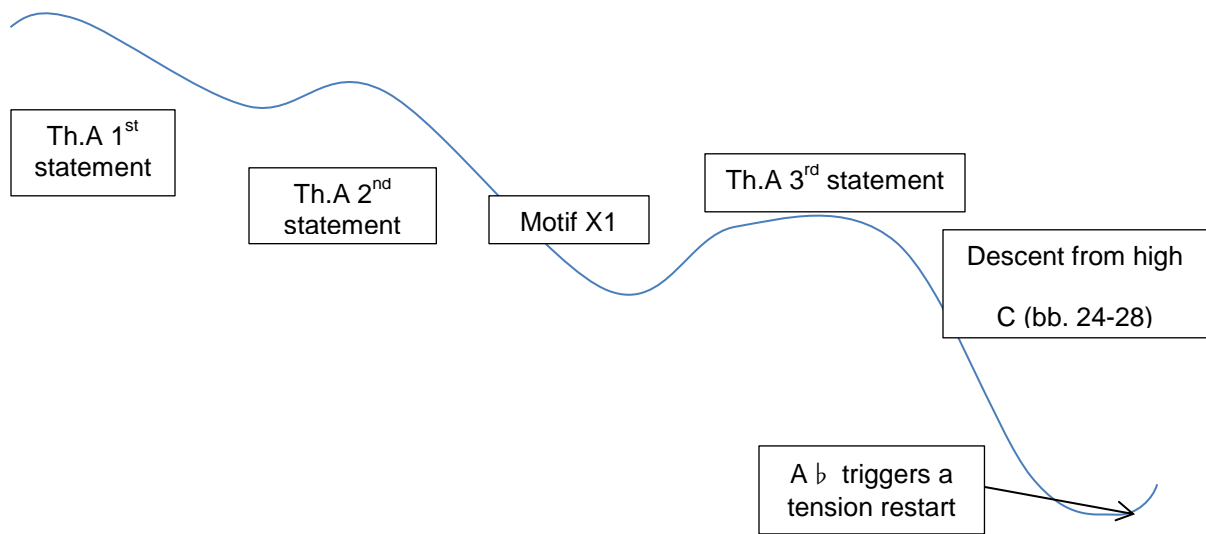 Th.A 1st
statement
Th.A 2nd
statement
Motif X1
Th.A 3rd statement
Descent from high
C (bb. 24-28)
A♭ triggers a
tension restart